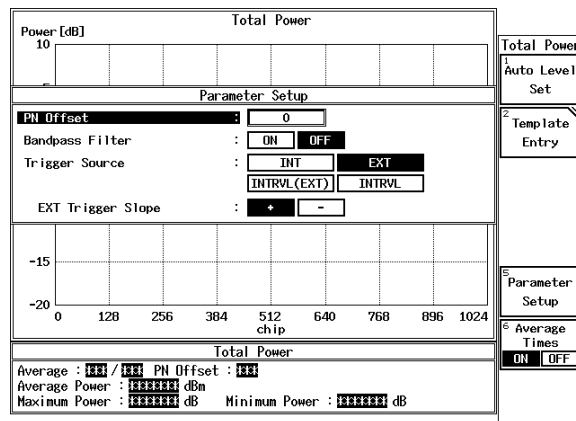 Total Power
Power [dB]
10
Parameter Setup
PN Offset : 0
Bandpass Filter : ON OFF
Trigger Source : INT EXT
INTRVL(EXT) INTRVL
EXT Trigger Slope : + -
-15
-20
0 128 256 384 512 640 768 896 1024
chip
Total Power
Average : *** / *** PN Offset : ***
Average Power : ******* dBm
Maximum Power : ******* dB Minimum Power : ******* dB
Total Power
1
Auto Level
Set
2
Template
Entry
5
Parameter
Setup
6 Average
Times
ON OFF